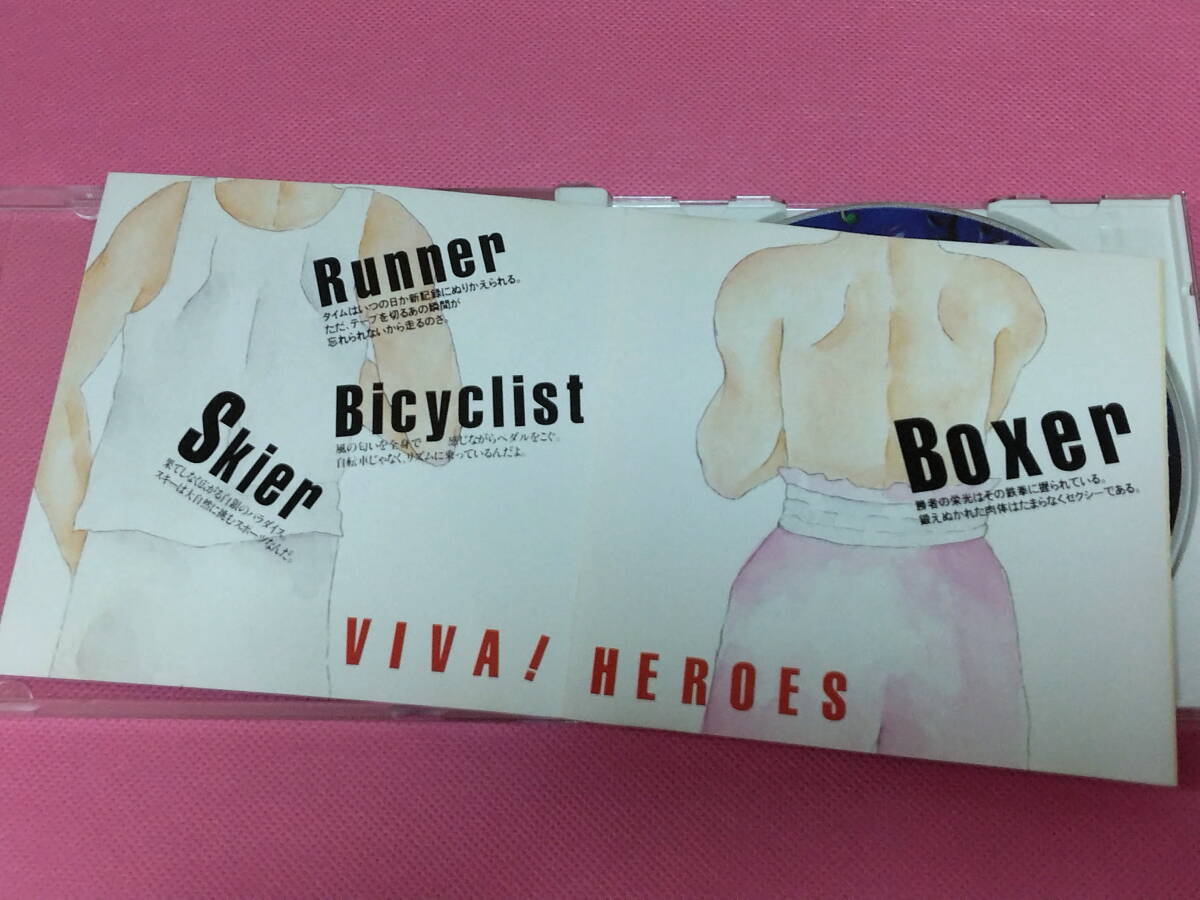 Runner
タイムはいつの日か新記録にぬりかえられる。
ただ、テープを切るあの瞬間が
忘れられないから走るのさ。
Bicyclist
風の匂いを全身で 感じながらペダルをこぐ。
自転車じゃなく、リズムに乗っているんだよ。
Skier
果てしなく広がる白銀のパラダイス。
スキーは大自然に挑むスポーツなんだ。
Boxer
勝者の栄光はその鉄拳に握られている。
鍛えぬかれた肉体はたまらなくセクシーである。
VIVA! HEROES